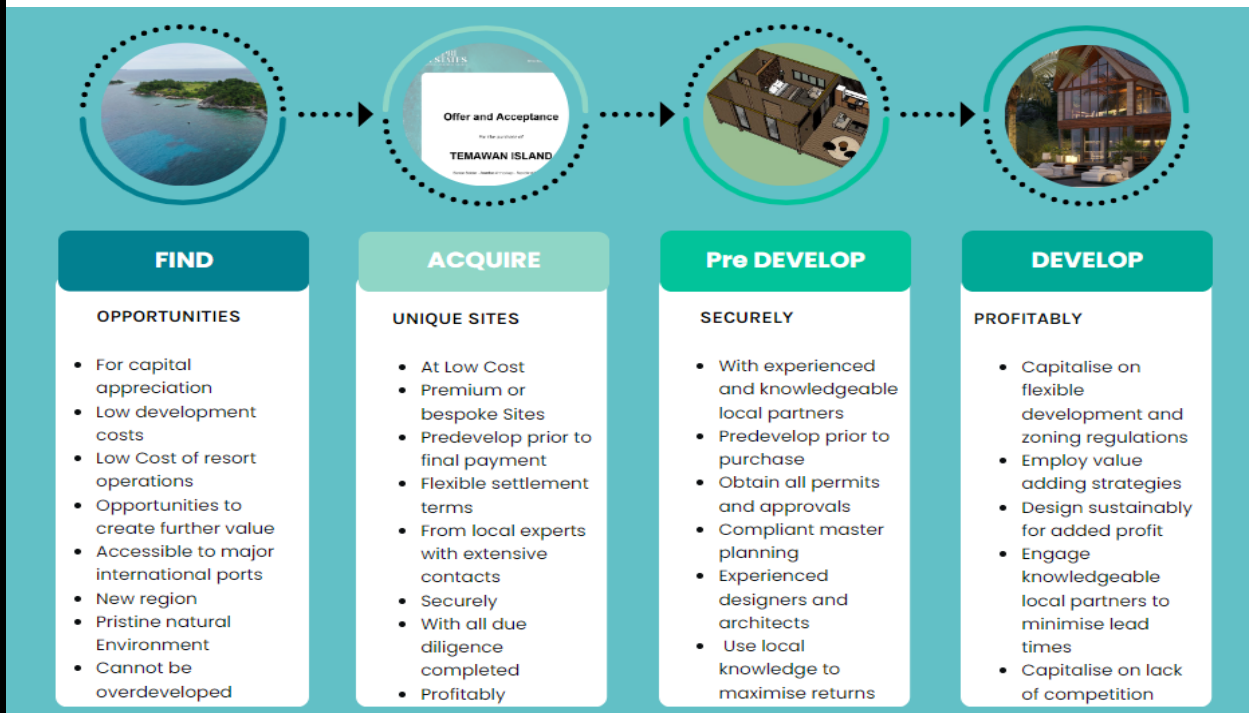 Offer and Acceptance
TEMAWAN ISLAND
FIND
OPPORTUNITIES
• For capital
appreciation
• Low development
costs
• Low Cost of resort
operations
• Opportunities to
create further value
• Accessible to major
international ports
• New region
• Pristine natural
Environment
• Cannot be
overdeveloped
ACQUIRE
UNIQUE SITES
• At Low Cost
• Premium or
bespoke Sites
• Predevelop prior to
final payment
• Flexible settlement
terms
• From local experts
with extensive
contacts
• Securely
• With all due
diligence
completed
• Profitably
Pre DEVELOP
SECURELY
• With experienced
and knowledgeable
local partners
• Predevelop prior to
purchase
• Obtain all permits
and approvals
• Compliant master
planning
• Experienced
designers and
architects
• Use local
knowledge to
maximise returns
DEVELOP
PROFITABLY
• Capitalise on
flexible
development and
zoning regulations
• Employ value
adding strategies
• Design sustainably
for added profit
• Engage
knowledgeable
local partners to
minimise lead
times
• Capitalise on lack
of competition